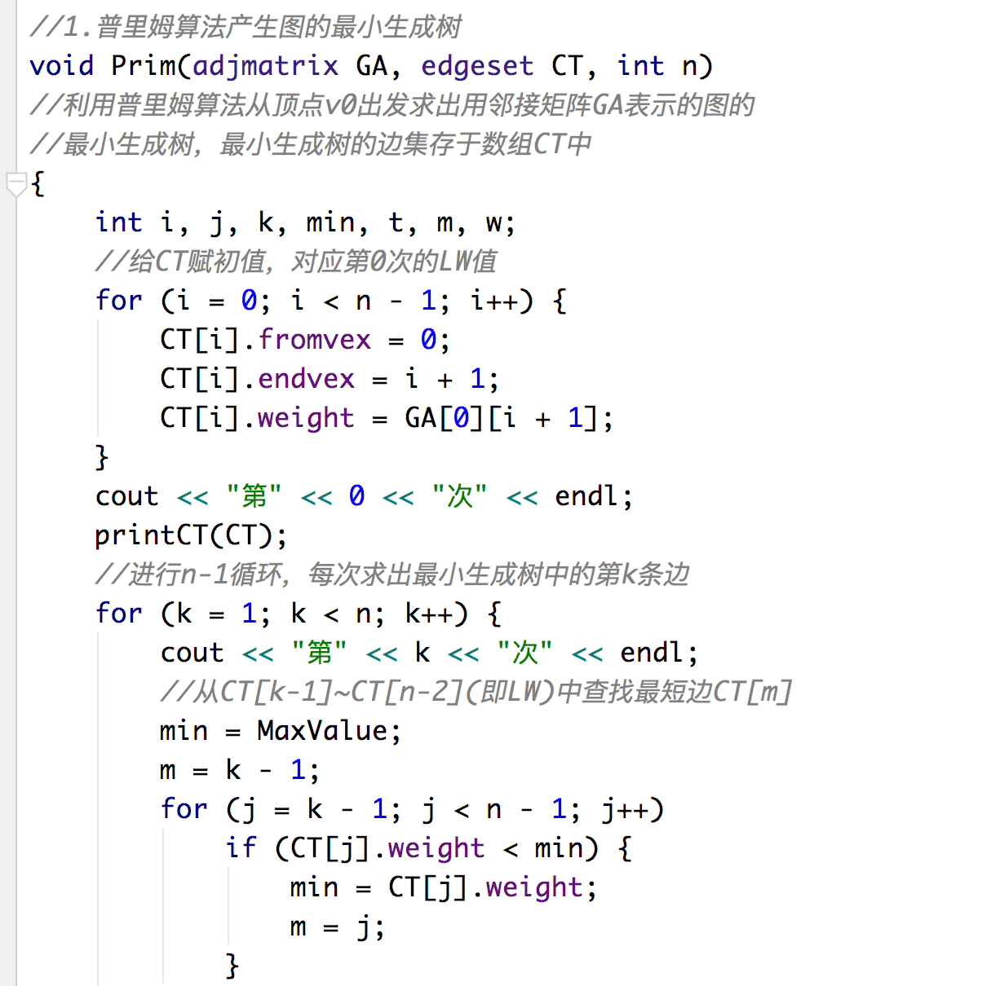 //1.普里姆算法产生图的最小生成树
void Prim(adjmatrix GA, edgeset CT, int n)
//利用普里姆算法从顶点v0出发求出用邻接矩阵GA表示的图的
//最小生成树，最小生成树的边集存于数组CT中
{
    int i, j, k, min, t, m, w;
    //给CT赋初值，对应第0次的LW值
    for (i = 0; i < n - 1; i++) {
        CT[i].fromvex = 0;
        CT[i].endvex = i + 1;
        CT[i].weight = GA[0][i + 1];
    }
    cout << "第" << 0 << "次" << endl;
    printCT(CT);
    //进行n-1循环，每次求出最小生成树中的第k条边
    for (k = 1; k < n; k++) {
        cout << "第" << k << "次" << endl;
        //从CT[k-1]~CT[n-2](即LW)中查找最短边CT[m]
        min = MaxValue;
        m = k - 1;
        for (j = k - 1; j < n - 1; j++)
            if (CT[j].weight < min) {
                min = CT[j].weight;
                m = j;
            }